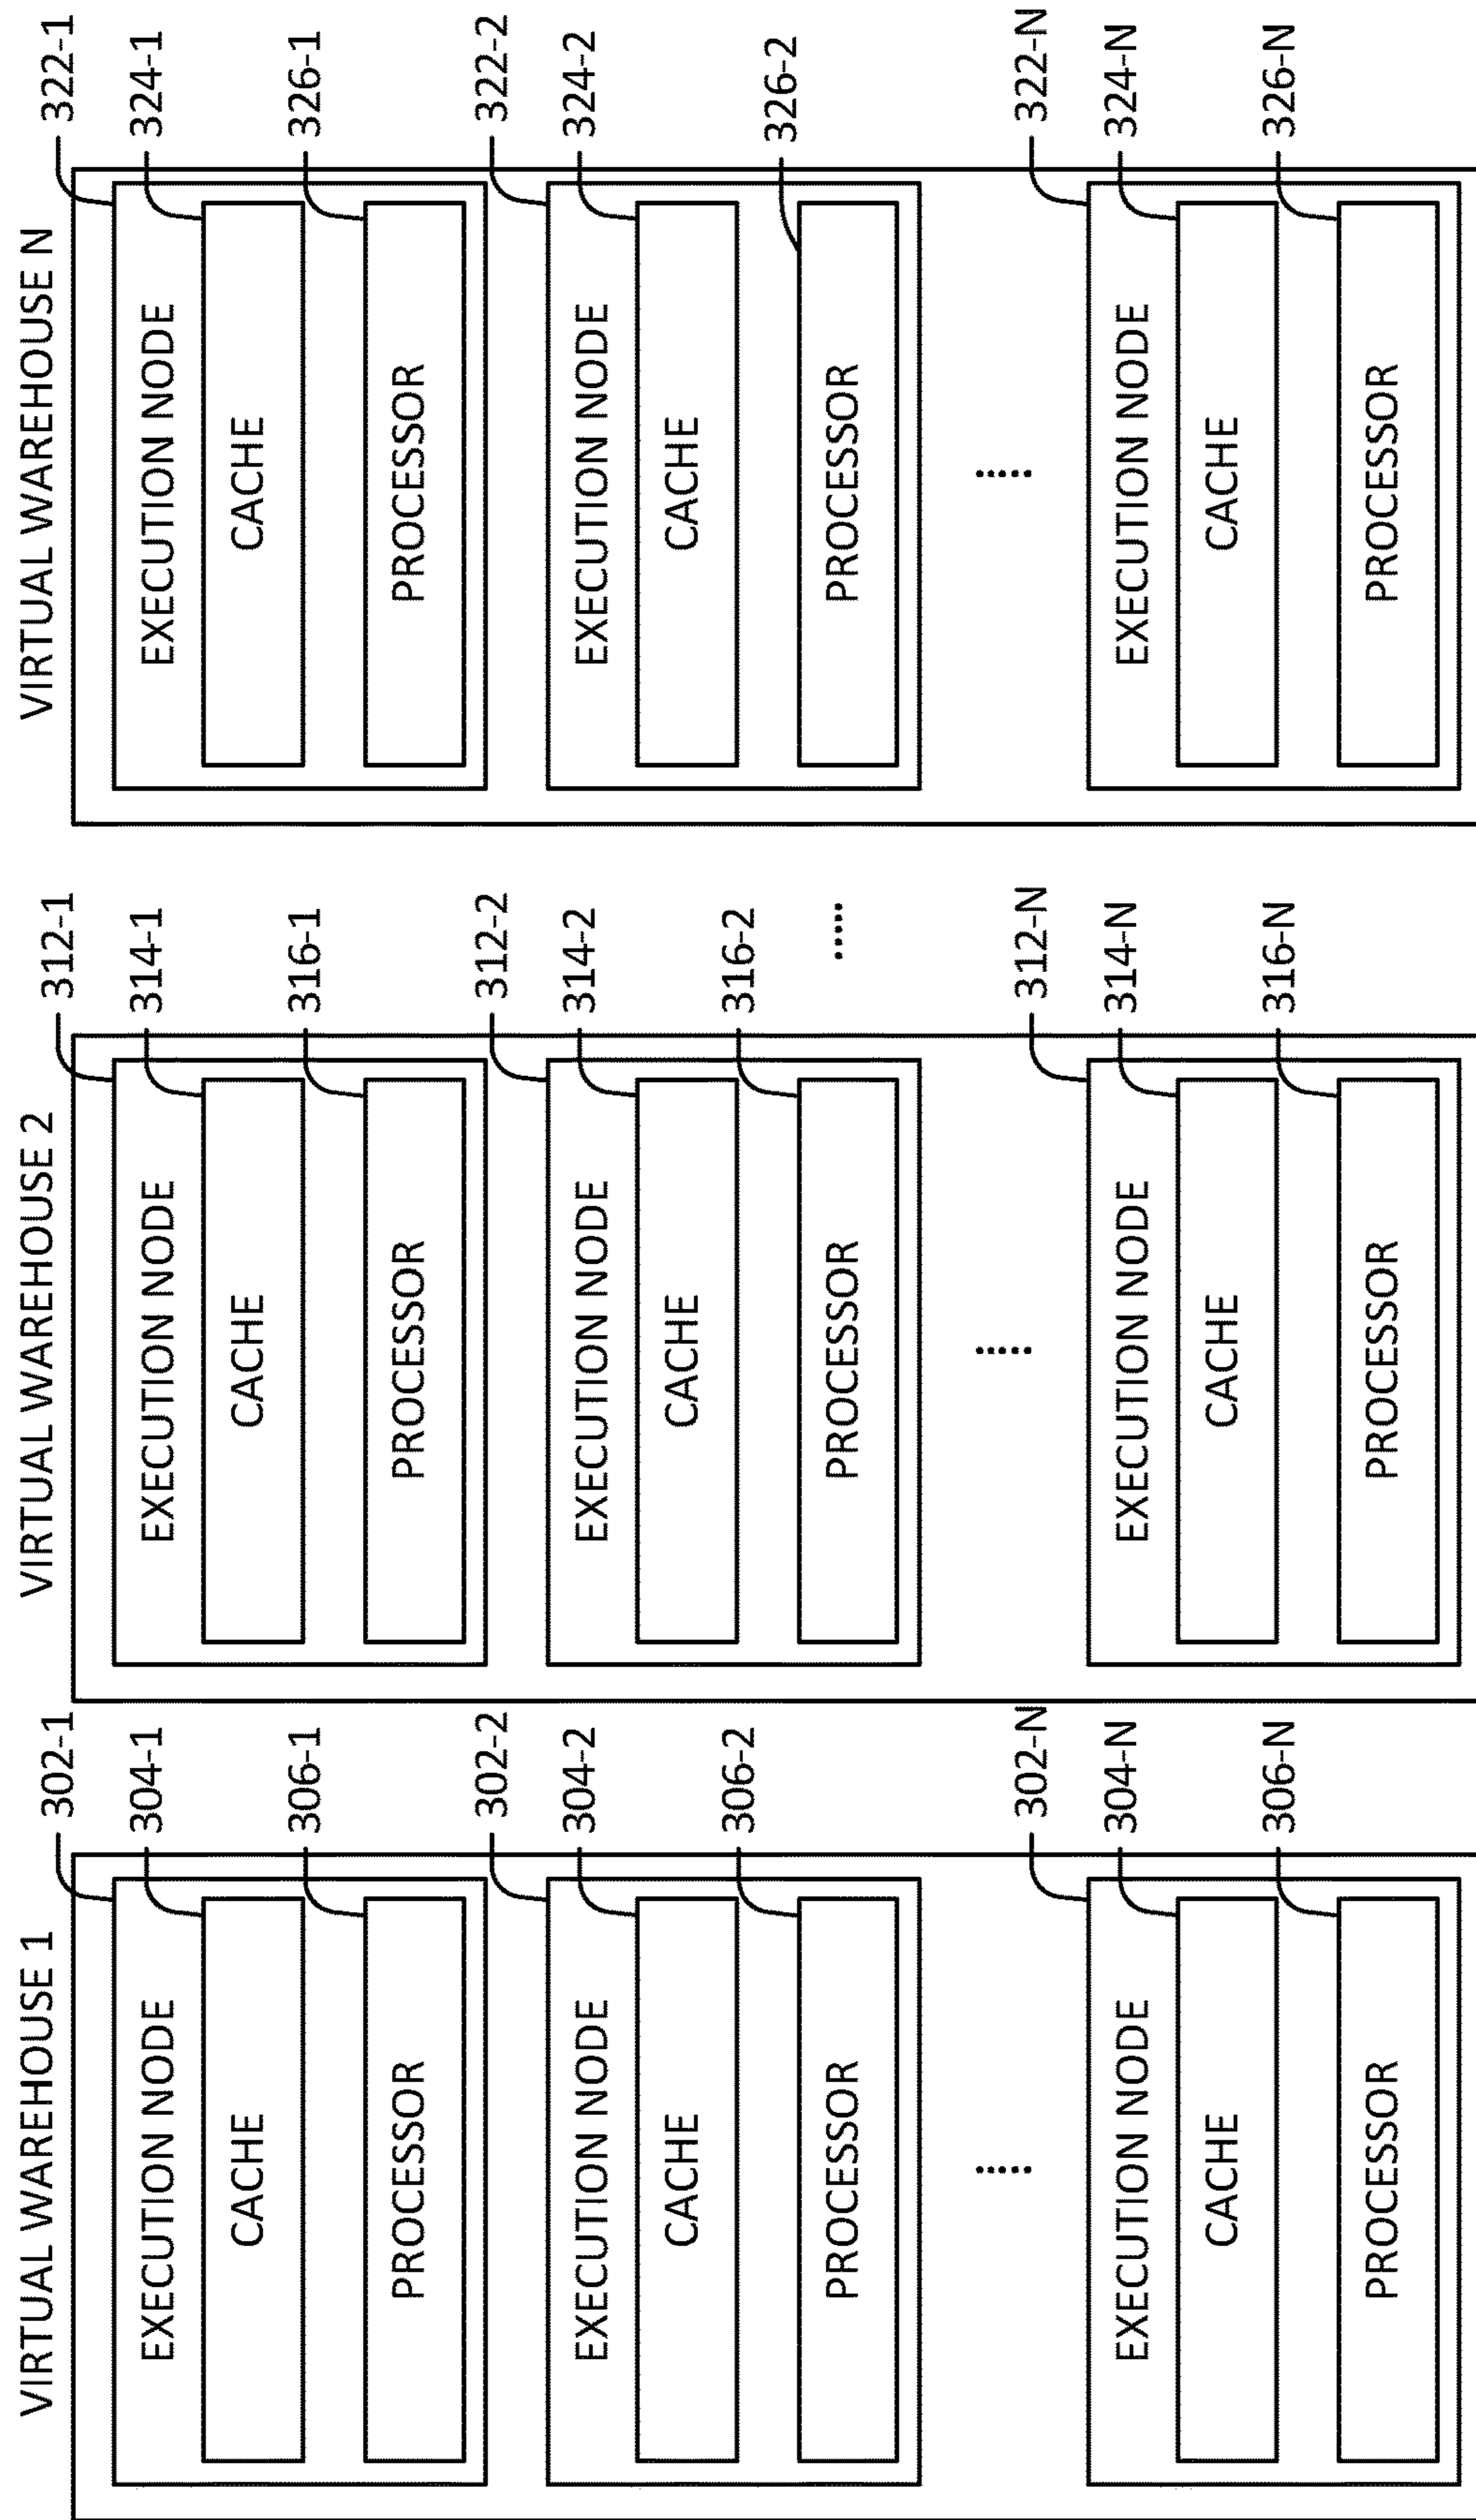 VIRTUAL WAREHOUSE 1
302-1
EXECUTION NODE
304-1
CACHE
306-1
PROCESSOR
302-2
EXECUTION NODE
304-2
CACHE
306-2
PROCESSOR
.....
302-N
EXECUTION NODE
304-N
CACHE
306-N
PROCESSOR
VIRTUAL WAREHOUSE 2
312-1
EXECUTION NODE
314-1
CACHE
316-1
PROCESSOR
312-2
EXECUTION NODE
314-2
CACHE
316-2
PROCESSOR
.....
312-N
EXECUTION NODE
314-N
CACHE
316-N
PROCESSOR
.....
VIRTUAL WAREHOUSE N
322-1
EXECUTION NODE
324-1
CACHE
326-1
PROCESSOR
322-2
EXECUTION NODE
324-2
CACHE
326-2
PROCESSOR
.....
322-N
EXECUTION NODE
324-N
CACHE
326-N
PROCESSOR